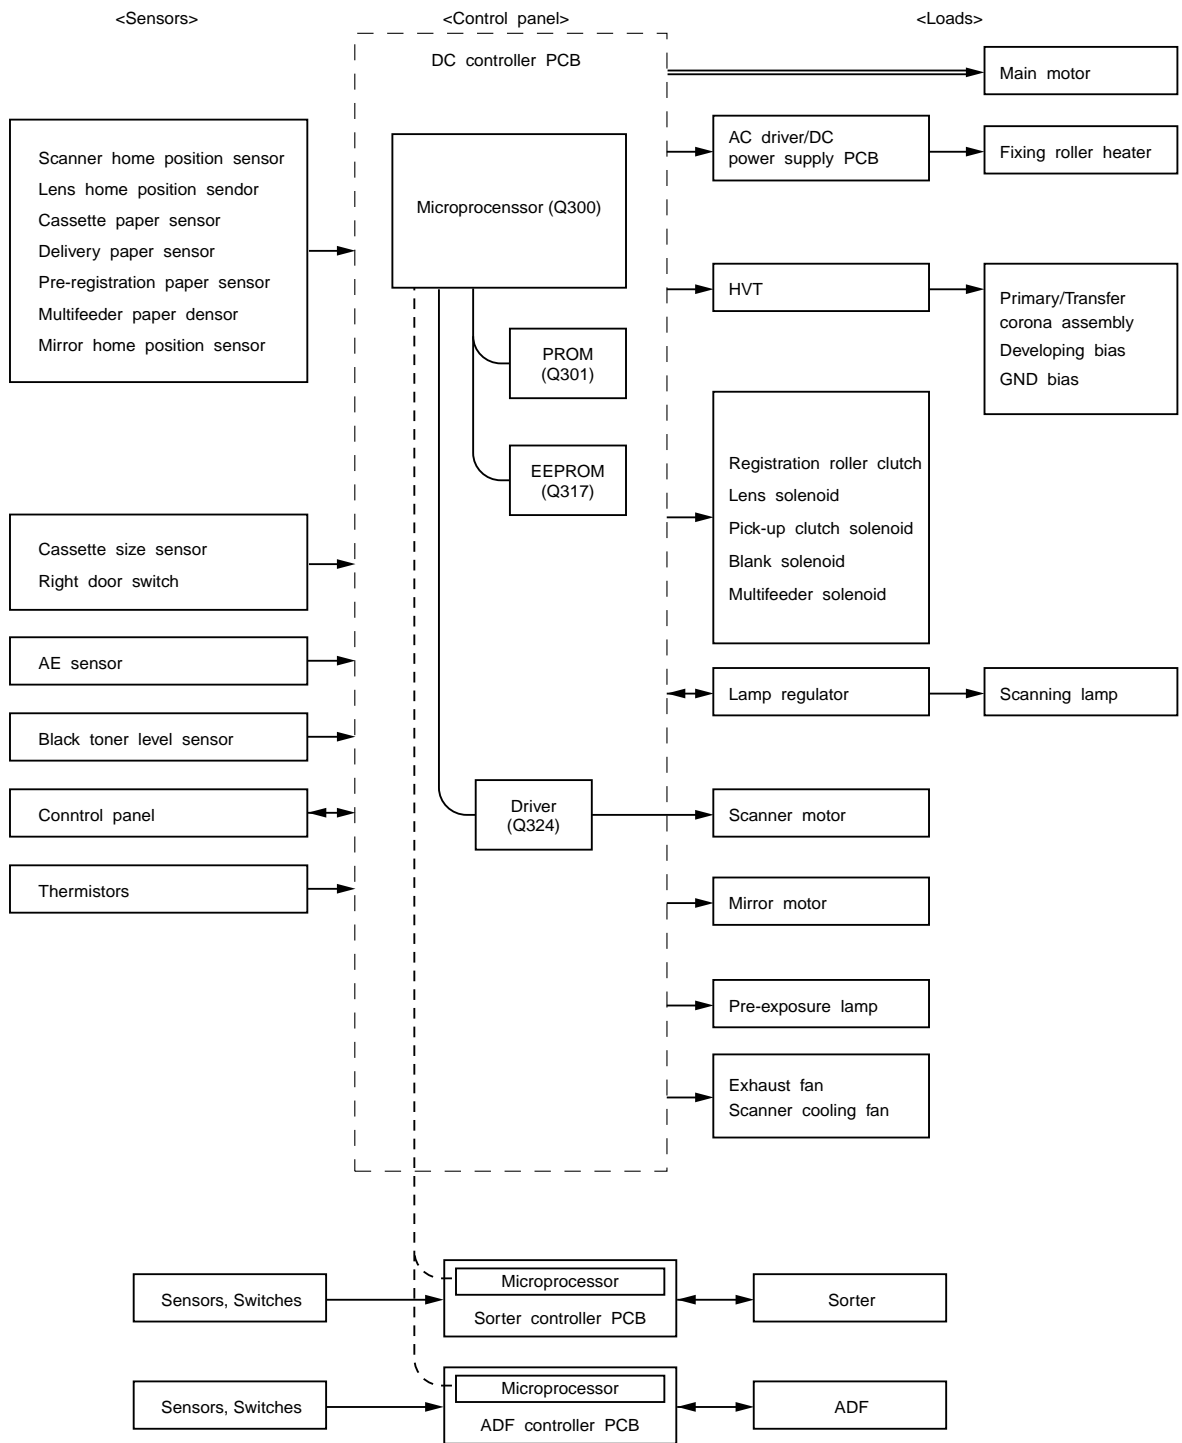 <Sensors>
<Control panel>
<Loads>
DC controller PCB
Main motor
Scanner home position sensor
Lens home position sendor
Cassette paper sensor
Delivery paper sensor
Pre-registration paper sensor
Multifeeder paper densor
Mirror home position sensor
Microprocenssor (Q300)
AC driver/DC
power supply PCB
Fixing roller heater
HVT
Primary/Transfer
corona assembly
Developing bias
GND bias
PROM
(Q301)
EEPROM
(Q317)
Registration roller clutch
Lens solenoid
Pick-up clutch solenoid
Blank solenoid
Multifeeder solenoid
Cassette size sensor
Right door switch
AE sensor
Lamp regulator
Scanning lamp
Black toner level sensor
Conntrol panel
Driver
(Q324)
Scanner motor
Thermistors
Mirror motor
Pre-exposure lamp
Exhaust fan
Scanner cooling fan
Sensors, Switches
Microprocessor
Sorter controller PCB
Sorter
Sensors, Switches
Microprocessor
ADF controller PCB
ADF